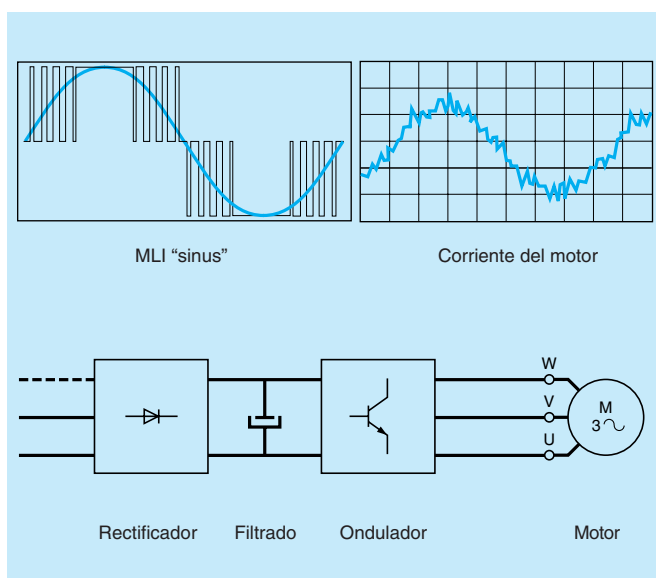 MLI “sinus”
Corriente del motor
W
V
U
M
3
Rectificador
Filtrado
Ondulador
Motor